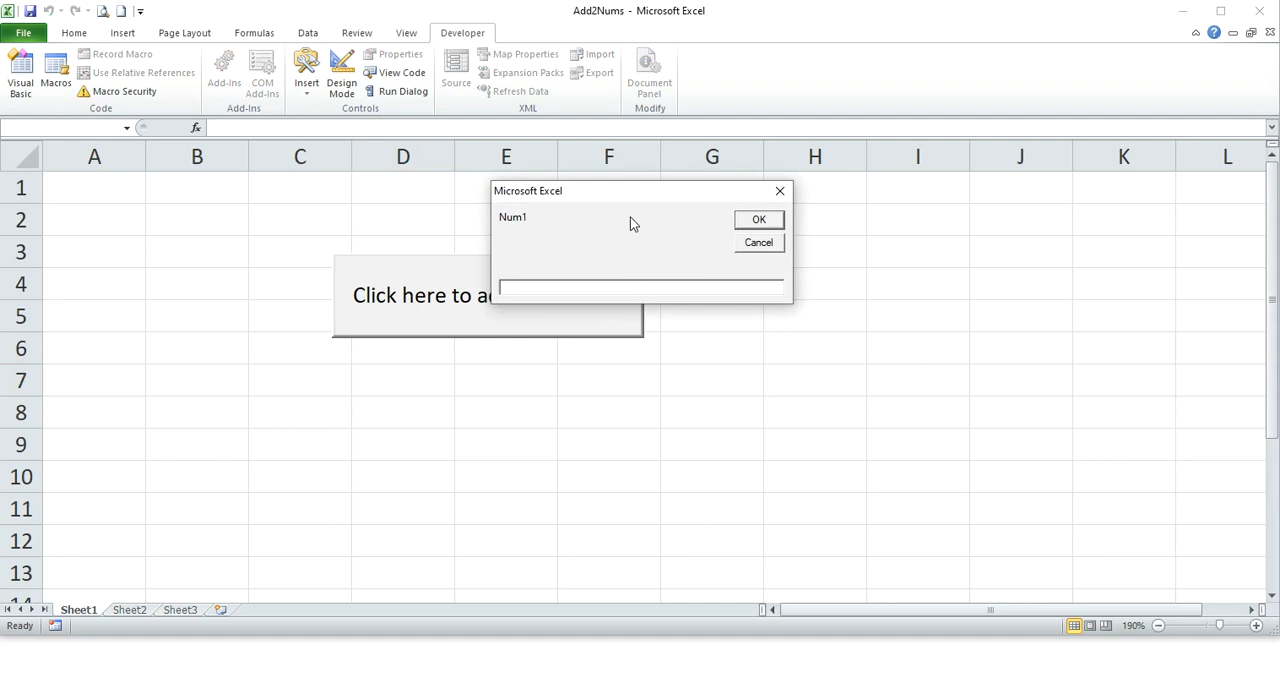 Add2Nums - Microsoft Excel
File Home Insert Page Layout Formulas Data Review View Developer
Visual Basic
Macros
Record Macro
Use Relative References
Macro Security
Code
Add-Ins
COM Add-Ins
Add-Ins
Insert
Design Mode
Properties
View Code
Run Dialog
Controls
Source
Map Properties
Expansion Packs
Refresh Data
Import
Export
XML
Document Panel
Modify
fx
A B C D E F G H I J K L
1
2
3
4
5
6
7
8
9
10
11
12
13
14
Microsoft Excel
Num1
OK
Cancel
Click here to
Sheet1 Sheet2 Sheet3
Ready
190%